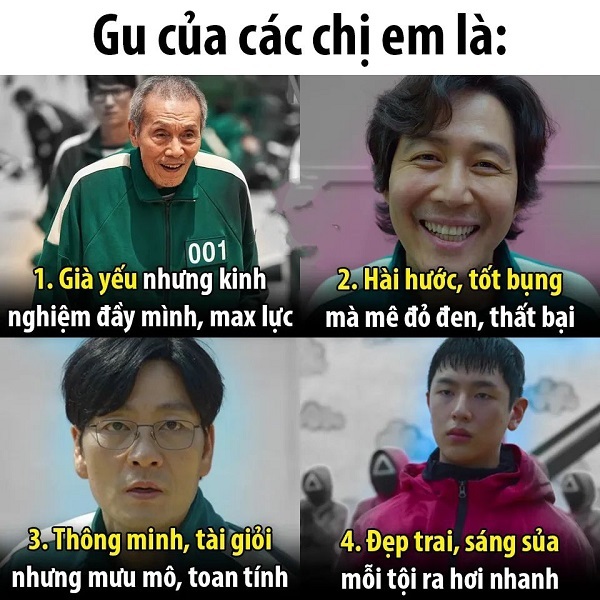 Gu của các chị em là:
001
1. Già yếu nhưng kinh
nghiệm đầy mình, max lực
2. Hài hước, tốt bụng
mà mê đỏ đen, thất bại
3. Thông minh, tài giỏi
nhưng mưu mô, toan tính
4. Đẹp trai, sáng sủa
mỗi tội ra hơi nhanh